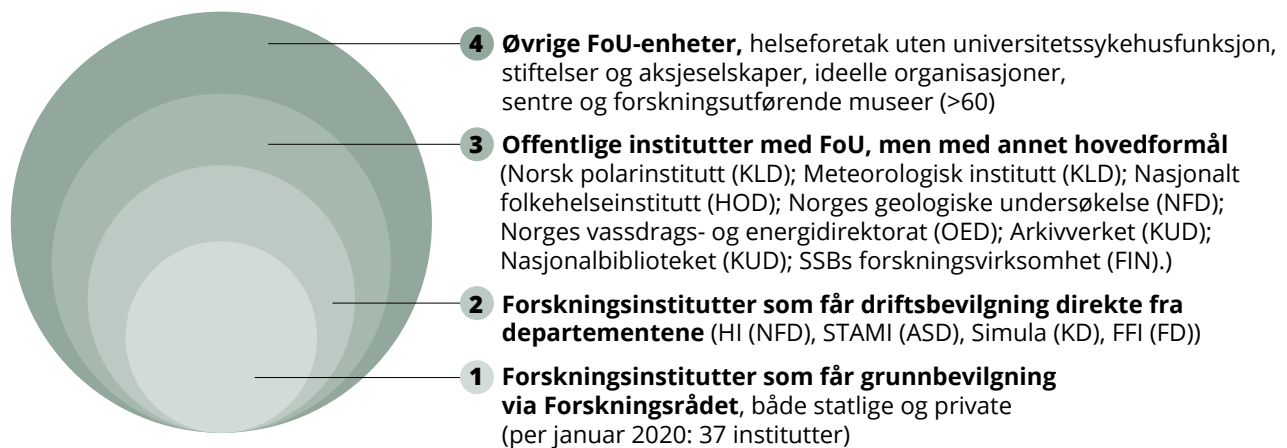 4 Øvrige FoU-enheter, helseforetak uten universitetssykehusfunksjon,
stiftelser og aksjeselskaper, ideelle organisasjoner,
sentre og forskningsutførende museer (>60)
3 Offentlige institutter med FoU, men med annet hovedformål
(Norsk polarinstitutt (KLD); Meteorologisk institutt (KLD); Nasjonalt
folkehelseinstitutt (HOD); Norges geologiske undersøkelse (NFD);
Norges vassdrags- og energidirektorat (OED); Arkivverket (KUD);
Nasjonalbiblioteket (KUD); SSBs forskningsvirksomhet (FIN).)
2 Forskningsinstitutter som får driftsbevilgning direkte fra
departementene (HI (NFD), STAMI (ASD), Simula (KD), FFI (FD))
1 Forskningsinstitutter som får grunnbevilgning
via Forskningsrådet, både statlige og private
(per januar 2020: 37 institutter)